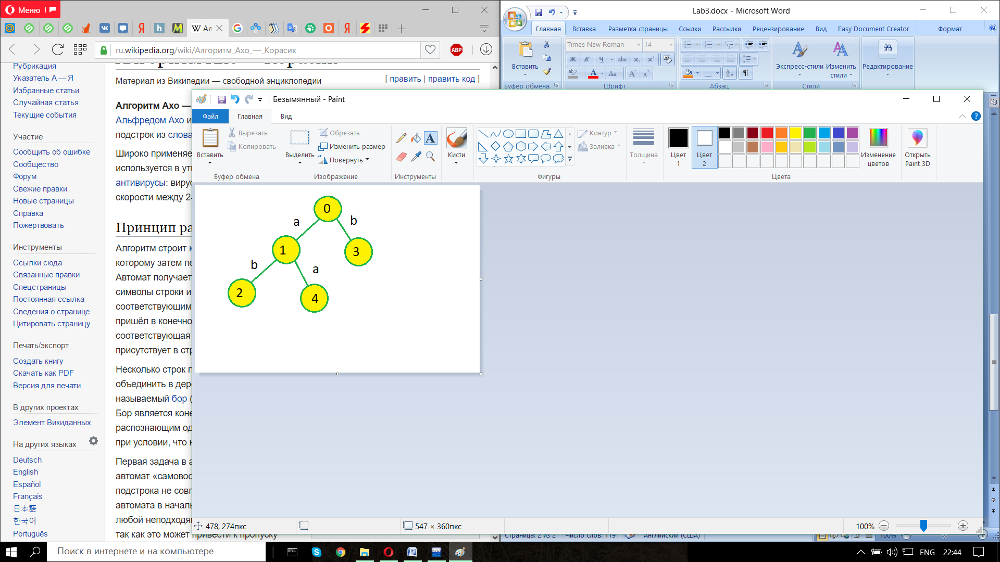 Меню
W Ал
ru.wikipedia.org/wiki/Алгоритм_Ахо_—_Корасик
ABP
Рубрикация
Указатель А — Я
Избранные статьи
Случайная статья
Текущие события
Участие
Сообщить об ошибке
Сообщество
Форум
Свежие правки
Новые страницы
Справка
Пожертвовать
Инструменты
Ссылки сюда
Связанные правки
Спецстраницы
Постоянная ссылка
Сведения о странице
Цитировать страницу
Печать/экспорт
Создать книгу
Скачать как PDF
Версия для печати
В других проектах
Элемент Викиданных
На других языках
Deutsch
English
Español
Français
日本語
한국어
Português
Материал из Википедии — свободной энциклопедии
[ править | править код ]
Алгоритм Ахо —
Альфредом Ахо и
подстрок из слова
Широко применяе
используется в ути
антивирусы: вирус
скорости между 2
Принцип ра
Алгоритм строит к
которому затем пе
Автомат получает
символы строки и
соответствующим
пришёл в конечно
соответствующая
присутствует в стр
Несколько строк п
объединить в дер
называемый бор (
Бор является коне
распознающим од
при условии, что
Первая задача в а
автомат «самовос
подстрока не совп
автомата в началь
любой неподходя
так как это может привести к пропуску
Lab3.docx - Microsoft Word
Главная Вставка Разметка страницы Ссылки Рассылки Рецензирование Вид Easy Document Creator Формат
Times New Roman 14
Вставить
Экспресс-стили
Изменить стили
Редактирование
Буфер обмена Шрифт Абзац Стили
Безымянный - Paint
Файл Главная Вид
Вставить
Вырезать
Копировать
Буфер обмена
Выделить
Обрезать
Изменить размер
Повернуть
Изображение
Инструменты
Кисти
Контур
Заливка
Фигуры
Толщина
Цвет 1
Цвет 2
Изменение цветов
Открыть Paint 3D
Цвета
0
a b
1 3
b a
2 4
478, 274пкс
547 × 360пкс
100%
Страница: 2 из 2 Число слов: 119 Английский (США) 100%
Поиск в интернете и на компьютере
ENG
22:44